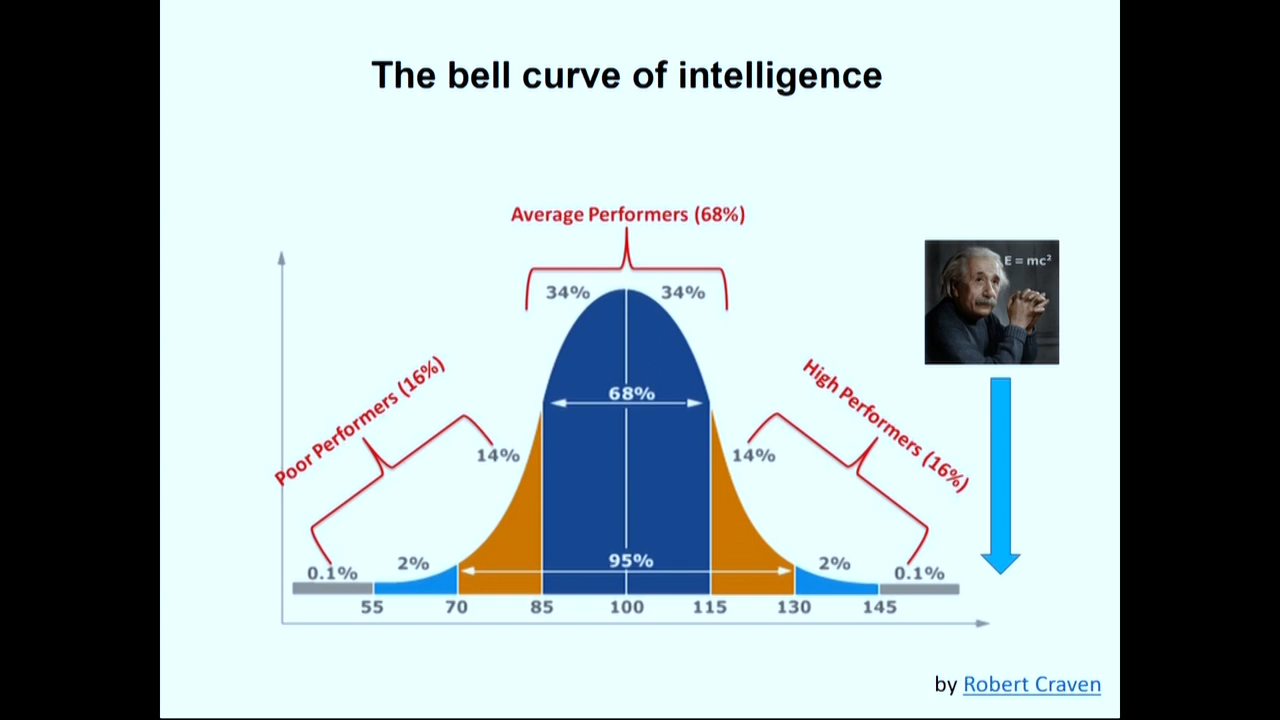 The bell curve of intelligence
Average Performers (68%)
E = mc²
34%
34%
Poor Performers (16%)
High Performers (16%)
68%
14%
14%
95%
2%
2%
0.1%
0.1%
55
70
85
100
115
130
145
by Robert Craven